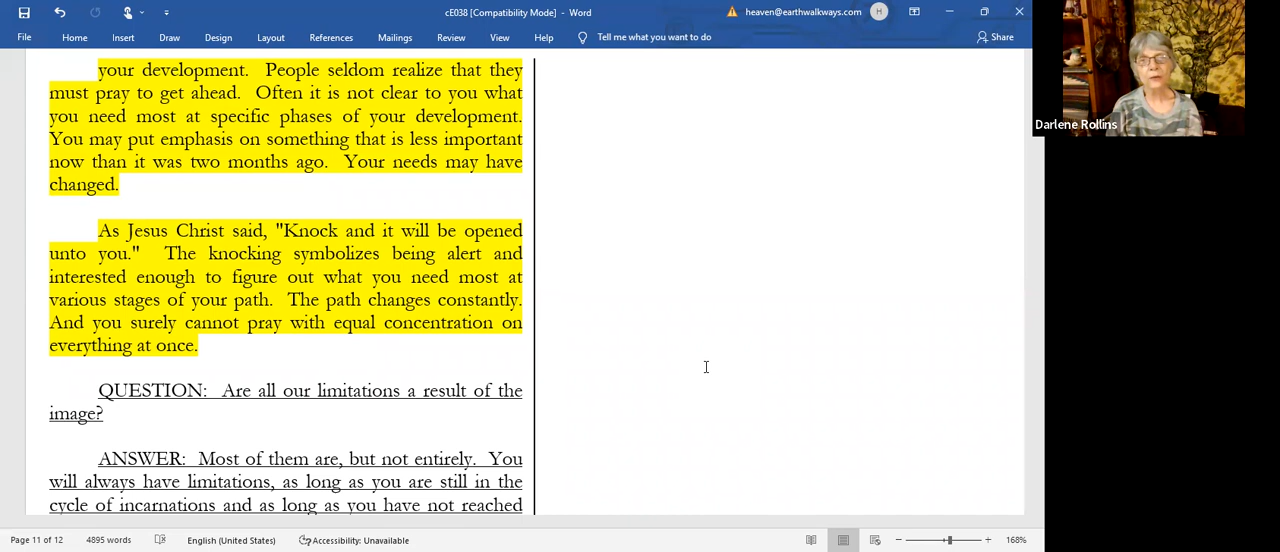 cE038 [Compatibility Mode] - Word
heaven@earthwalkways.com
H
File
Home
Insert
Draw
Design
Layout
References
Mailings
Review
View
Help
Tell me what you want to do
Share
your development. People seldom realize that they
must pray to get ahead. Often it is not clear to you what
you need most at specific phases of your development.
You may put emphasis on something that is less important
now than it was two months ago. Your needs may have
changed.
As Jesus Christ said, "Knock and it will be opened
unto you." The knocking symbolizes being alert and
interested enough to figure out what you need most at
various stages of your path. The path changes constantly.
And you surely cannot pray with equal concentration on
everything at once.
QUESTION: Are all our limitations a result of the
image?
ANSWER: Most of them are, but not entirely. You
will always have limitations, as long as you are still in the
cycle of incarnations and as long as you have not reached
Darlene Rollins
Page 11 of 12
4895 words
English (United States)
Accessibility: Unavailable
168%